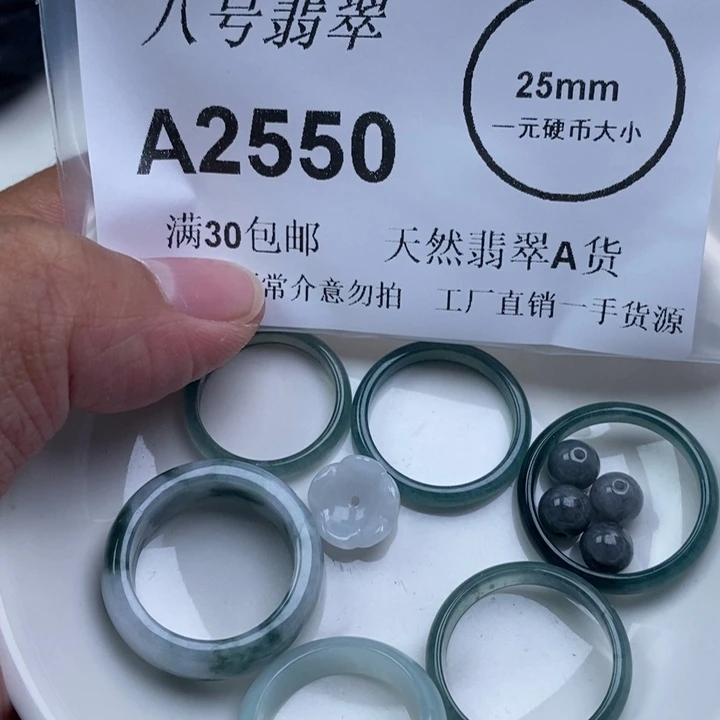 八号翡翠
A2550
25mm
一元硬币大小
满30包邮 天然翡翠A货
常介意勿拍 工厂直销一手货源